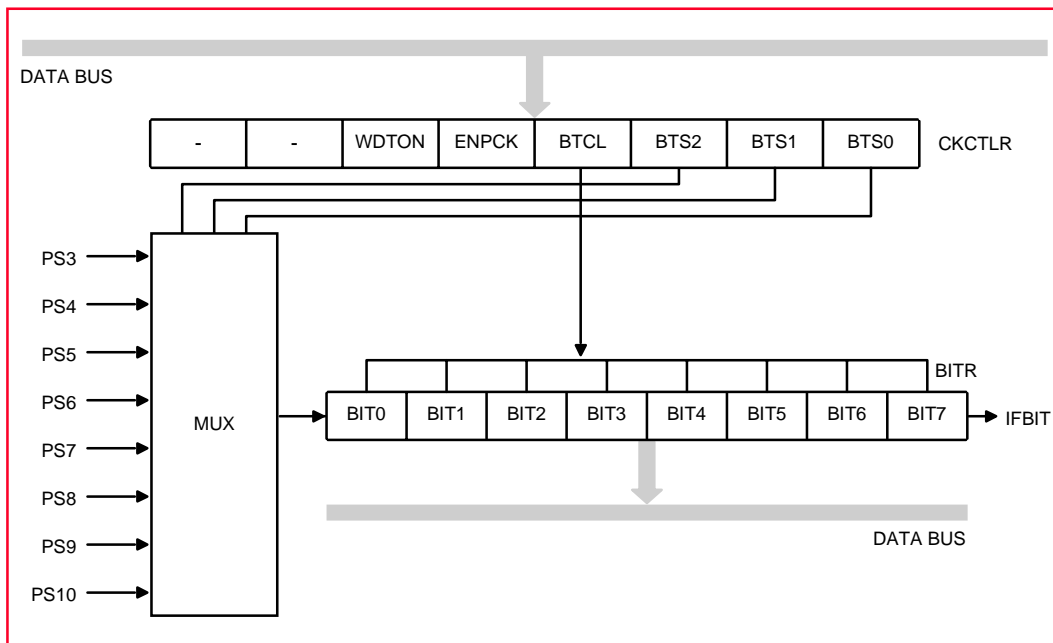 DATA BUS
- - WDTON ENPCK BTCL BTS2 BTS1 BTS0 CKCTLR
PS3
PS4
PS5
PS6
PS7
PS8
PS9
PS10
MUX
BITR
BIT0 BIT1 BIT2 BIT3 BIT4 BIT5 BIT6 BIT7 IFBIT
DATA BUS